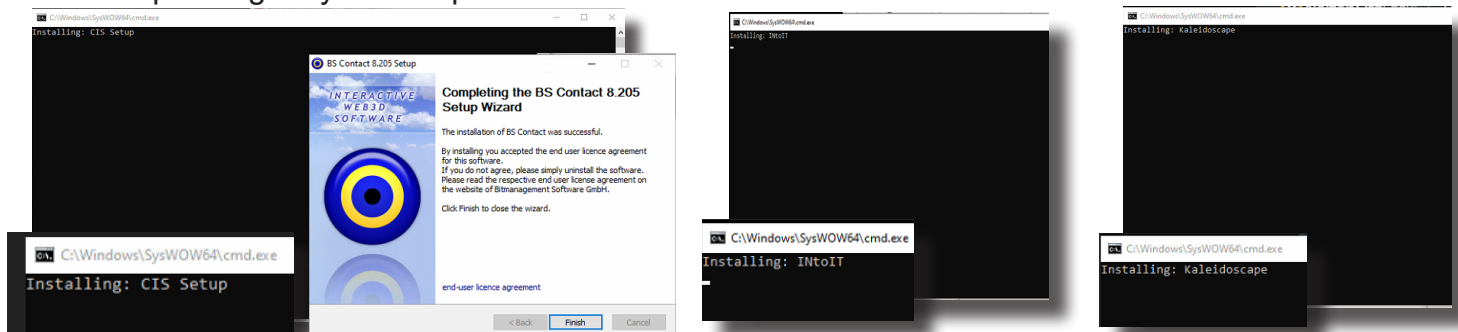 C:\Windows\SysWOW64\cmd.exe
Installing: CIS Setup
BS Contact 8.205 Setup
INTERACTIVE
WEB3D
SOFTWARE
Completing the BS Contact 8.205
Setup Wizard
The installation of BS Contact was successful.
By installing you accepted the end user licence agreement
for this software.
If you do not agree, please simply uninstall the software.
Please read the respective end user license agreement on
the website of Bitmanagement Software GmbH.
Click Finish to close the wizard.
end-user licence agreement
< Back Finish Cancel
C:\Windows\SysWOW64\cmd.exe
Installing: CIS Setup
C:\Windows\SysWOW64\cmd.exe
Installing: INtoIT
C:\Windows\SysWOW64\cmd.exe
Installing: INtoIT
C:\Windows\SysWOW64\cmd.exe
Installing: Kaleidoscape
C:\Windows\SysWOW64\cmd.exe
Installing: Kaleidoscape